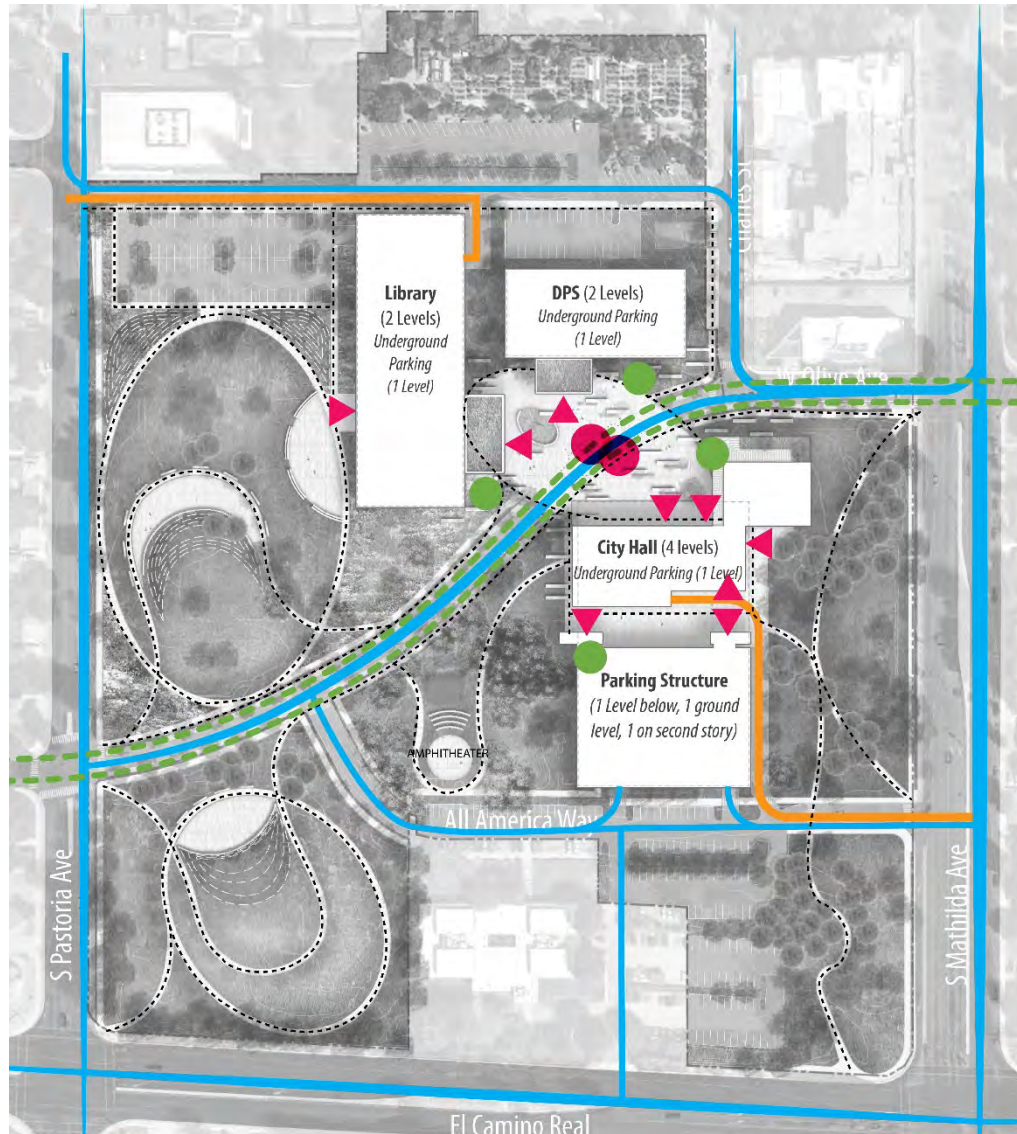 Charles St
Library
(2 Levels)
Underground
Parking
(1 Level)
DPS (2 Levels)
Underground Parking
(1 Level)
W Olive Ave
City Hall (4 levels)
Underground Parking (1 Level)
Parking Structure
(1 Level below, 1 ground
level, 1 on second story)
AMPHITHEATER
All America Way
S Pastoria Ave
S Mathilda Ave
El Camino Real